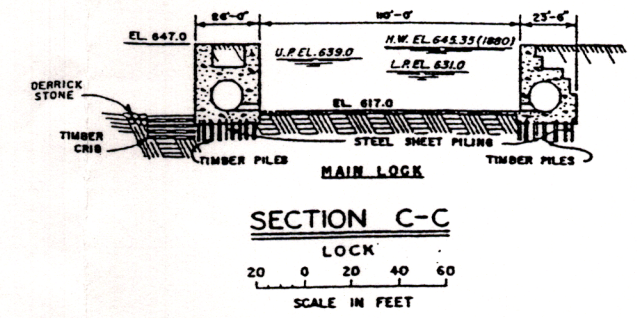 26'-0" 110'-0" 23'-6"
EL. 647.0
U.P.EL.639.0
H.W.EL.645.35(1880)
L.P.EL.631.0
DERRICK STONE
EL. 617.0
TIMBER CRIB
TIMBER PILES
STEEL SHEET PILING
TIMBER PILES
MAIN LOCK
SECTION C-C
LOCK
20 0 20 40 60
SCALE IN FEET